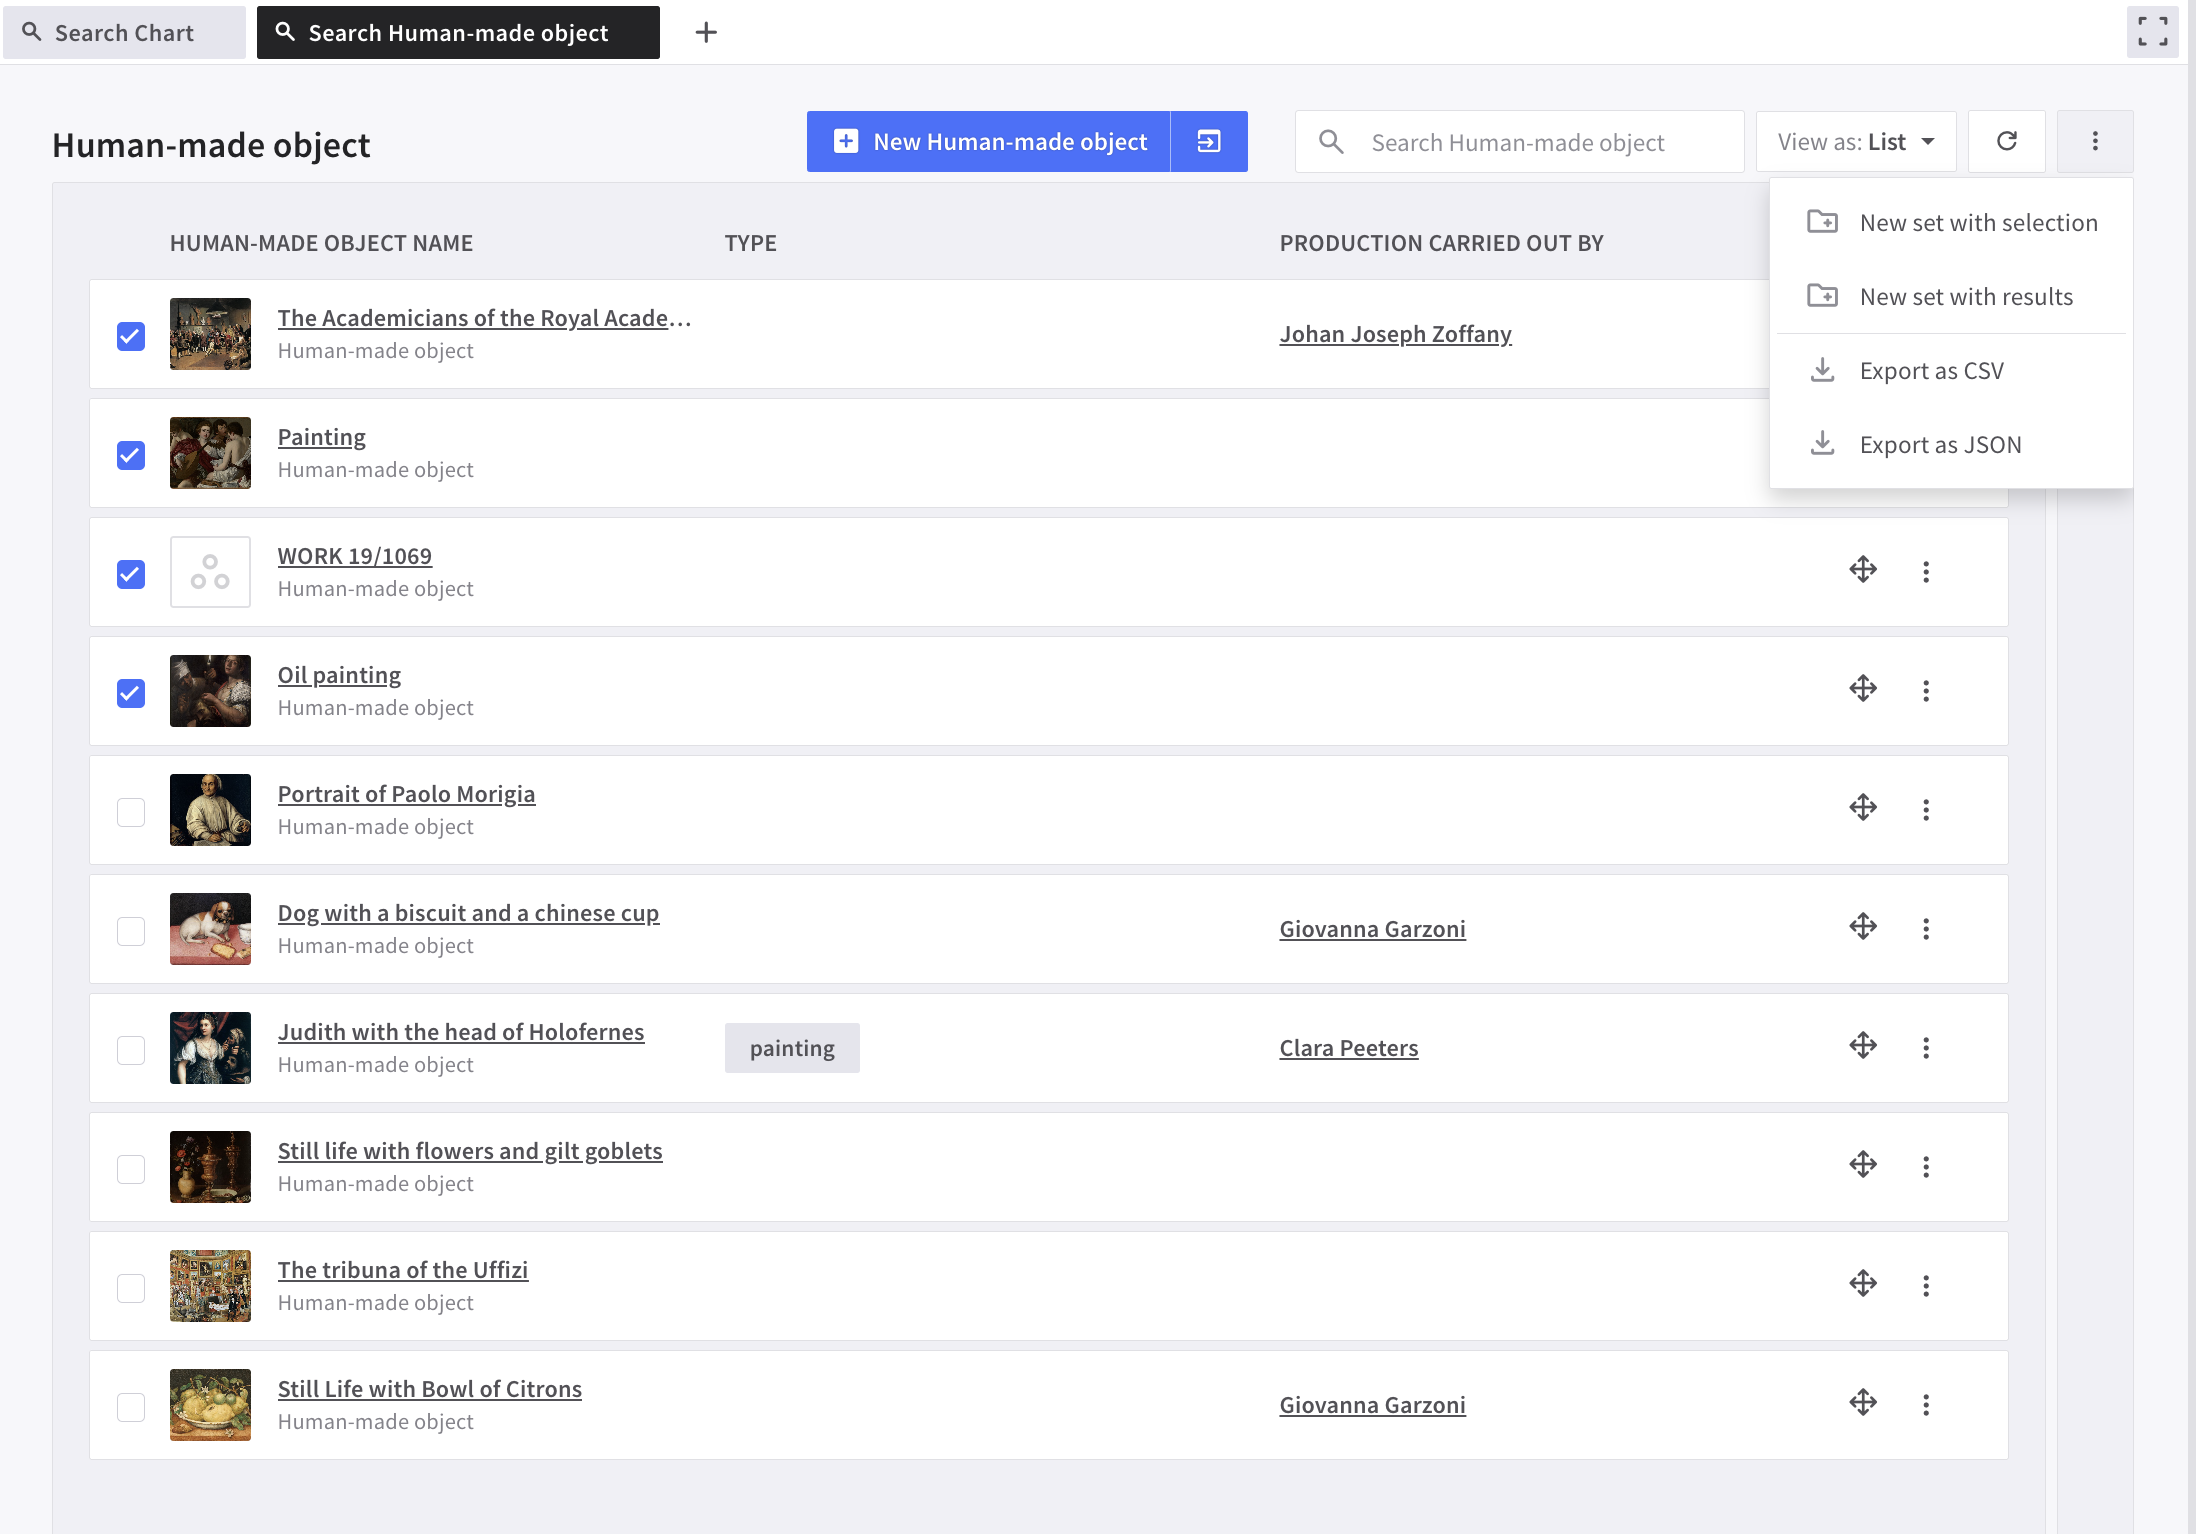 Search Chart
Search Human-made object
Human-made object
New Human-made object
Search Human-made object
View as: List
New set with selection
New set with results
Export as CSV
Export as JSON
HUMAN-MADE OBJECT NAME
TYPE
PRODUCTION CARRIED OUT BY
The Academicians of the Royal Acade...
Human-made object
Johan Joseph Zoffany
Painting
Human-made object
WORK 19/1069
Human-made object
Oil painting
Human-made object
Portrait of Paolo Morigia
Human-made object
Dog with a biscuit and a chinese cup
Human-made object
Giovanna Garzoni
Judith with the head of Holofernes
Human-made object
painting
Clara Peeters
Still life with flowers and gilt goblets
Human-made object
The tribuna of the Uffizi
Human-made object
Still Life with Bowl of Citrons
Human-made object
Giovanna Garzoni